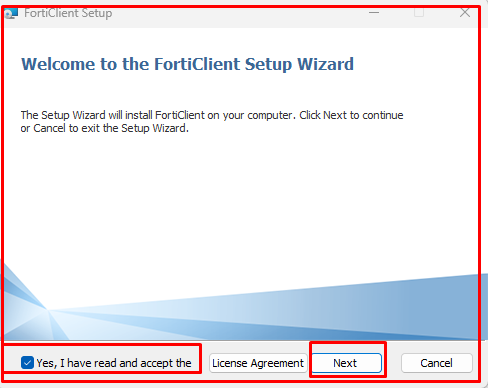 FortiClient Setup
Welcome to the FortiClient Setup Wizard
The Setup Wizard will install FortiClient on your computer. Click Next to continue
or Cancel to exit the Setup Wizard.
Yes, I have read and accept the
License Agreement
Next
Cancel